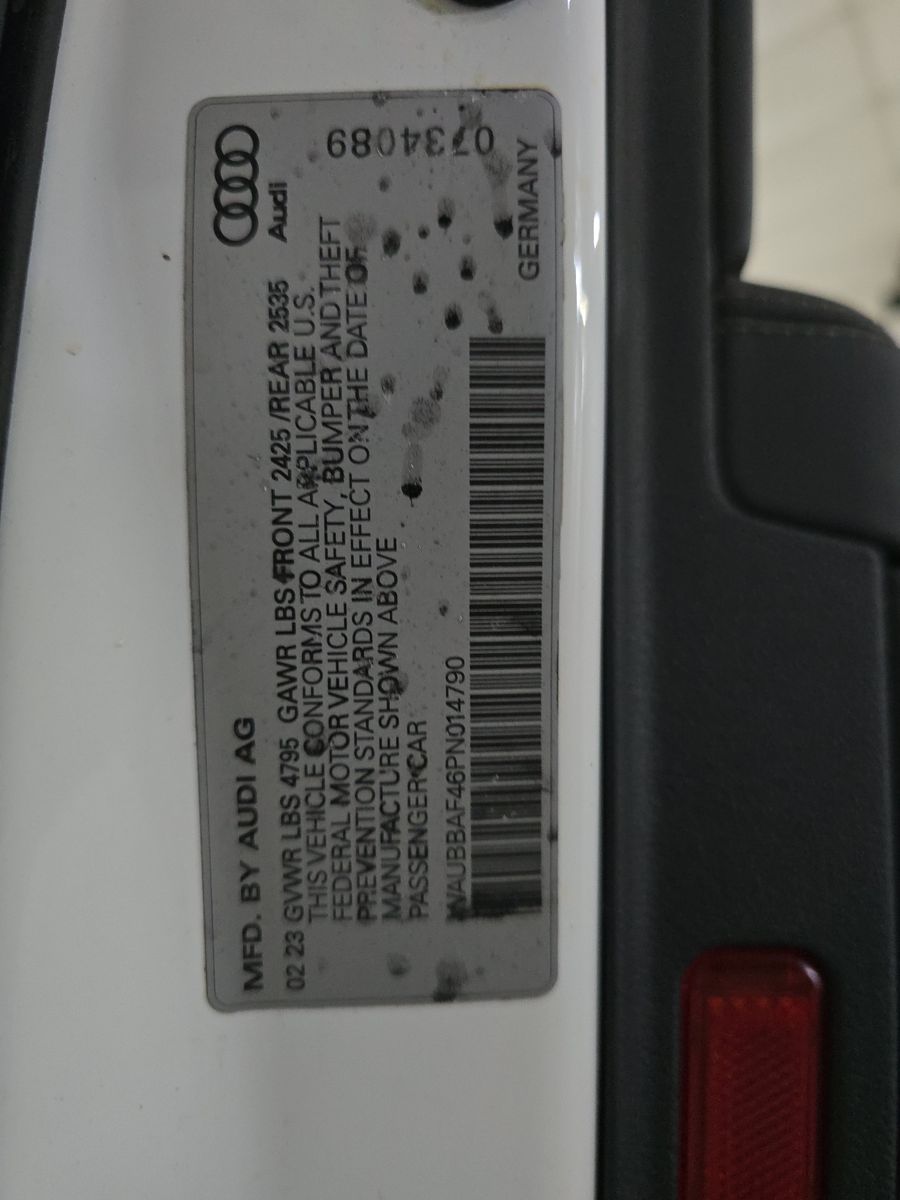 MFD. BY AUDI AG
Audi
02 23 GVWR LBS 4795 GAWR LBS FRONT 2425 /REAR 2535
THIS VEHICLE CONFORMS TO ALL APPLICABLE U.S.
FEDERAL MOTOR VEHICLE SAFETY, BUMPER AND THEFT
PREVENTION STANDARDS IN EFFECT ON THE DATE OF
MANUFACTURE SHOWN ABOVE
PASSENGER CAR
WAUBBAF46PN014790
GERMANY
0734089